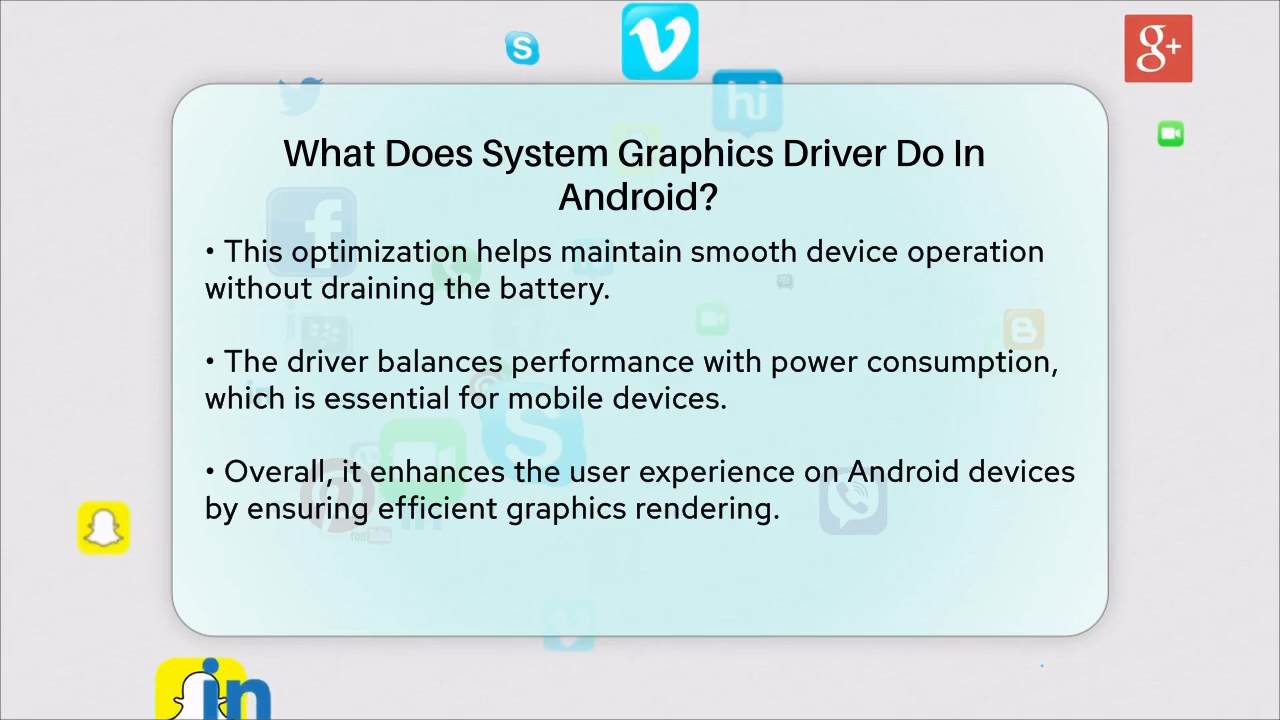 hi
g+
What Does System Graphics Driver Do In
Android?
• This optimization helps maintain smooth device operation
without draining the battery.
• The driver balances performance with power consumption,
which is essential for mobile devices.
• Overall, it enhances the user experience on Android devices
by ensuring efficient graphics rendering.
in